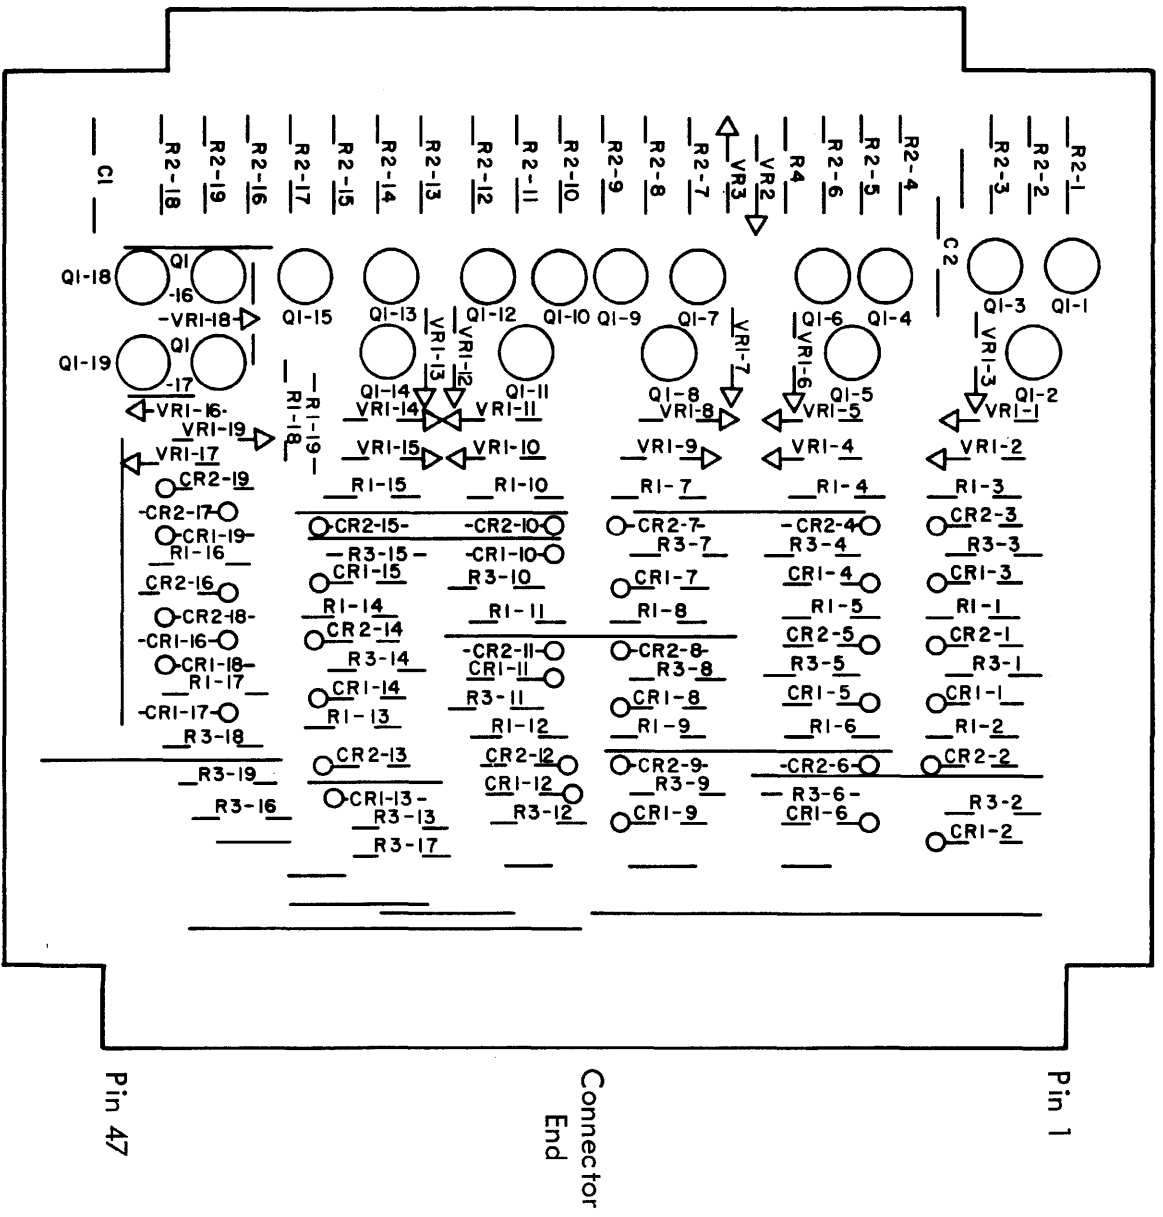 C1
R2-18
R2-19
R2-16
R2-17
R2-15
R2-14
R2-13
R2-12
R2-11
R2-10
R2-9
R2-8
R2-7
VR3
VR2
R4
R2-6
R2-5
R2-4
C2
R2-3
R2-2
R2-1
Q1-18
Q1
-16
Q1-15
Q1-13
Q1-12
Q1-10
Q1-9
Q1-7
Q1-6
Q1-4
Q1-3
Q1-1
-VR1-18
VR1-13
VR1-12
VR1-7
VR1-6
VR1-3
Q1-19
Q1
-17
Q1-14
Q1-11
Q1-8
Q1-5
Q1-2
R1-18
R1-19
VR1-16-
VR1-14
VR1-11
VR1-8
VR1-5
VR1-1
VR1-19
VR1-17
VR1-15
VR1-10
VR1-9
VR1-4
VR1-2
CR2-19
R1-15
R1-10
R1-7
R1-4
R1-3
-CR2-17
CR2-15-
-CR2-10
CR2-7-
-CR2-4
CR2-3
CR1-19-
R1-16
R3-15
-CR1-10
R3-7
R3-4
R3-3
CR2-16
CR1-15
R3-10
CR1-7
CR1-4
CR1-3
CR2-18-
R1-14
R1-11
R1-8
R1-5
R1-1
-CR1-16
CR2-14
-CR2-11
CR2-8-
CR2-5
CR2-1
CR1-18-
R3-14
CR1-11
R3-8
R3-5
R3-1
R1-17
CR1-14
R3-11
CR1-8
CR1-5
CR1-1
-CR1-17
R1-13
R1-12
R1-9
R1-6
R1-2
R3-18
CR2-13
CR2-12
CR2-9-
-CR2-6
CR2-2
R3-19
CR1-12
R3-9
R3-16
CR1-13-
R3-12
CR1-9
R3-6-
CR1-6
R3-2
R3-13
CR1-2
R3-17
Pin 47
Connector
End
Pin 1